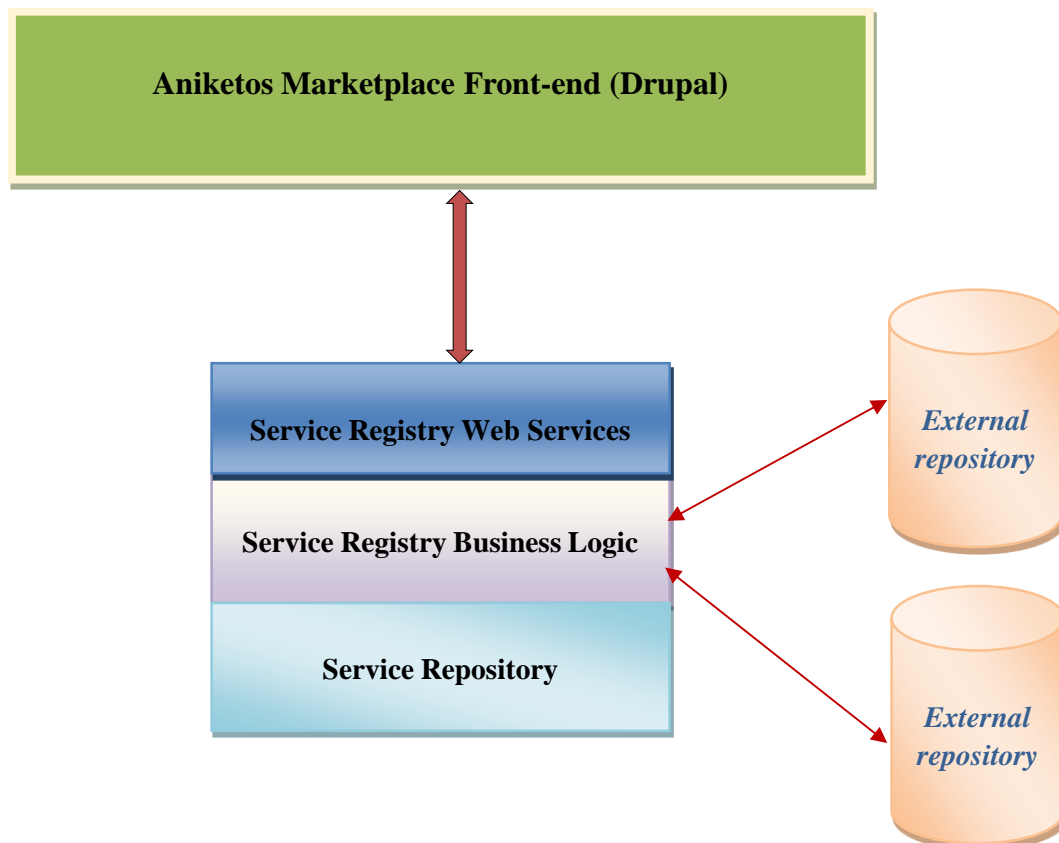 Aniketos Marketplace Front-end (Drupal)
Service Registry Web Services
External
repository
Service Registry Business Logic
Service Repository
External
repository